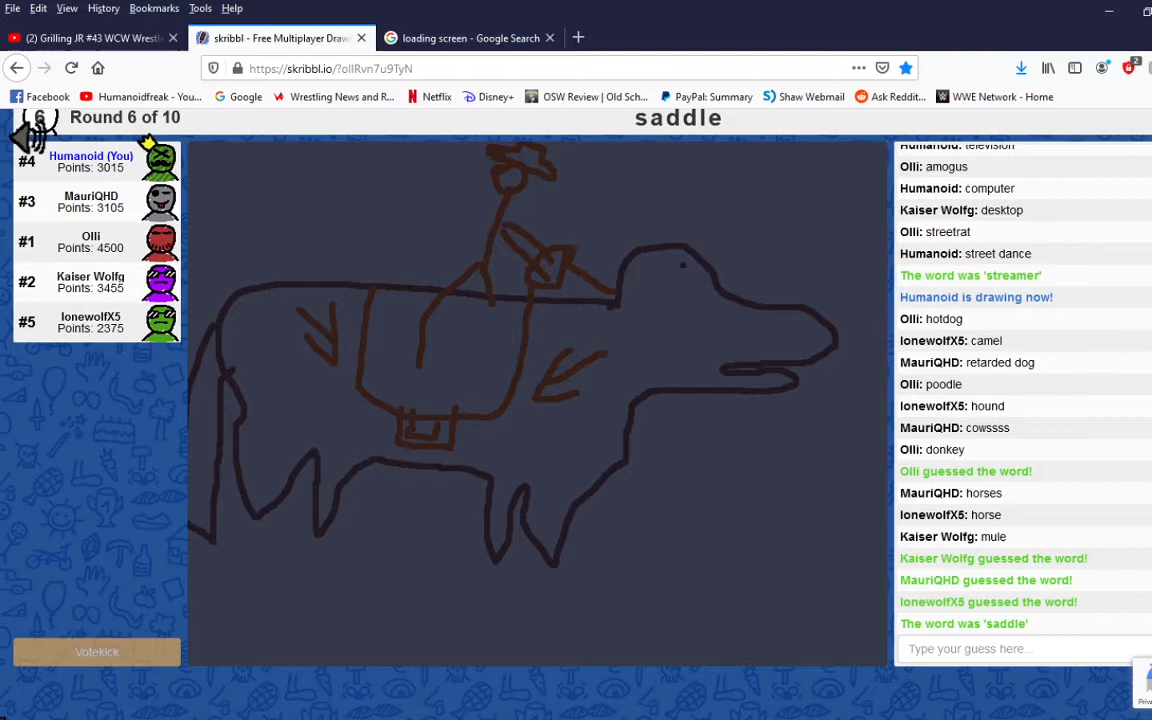 File Edit View History Bookmarks Tools Help
(2) Grilling JR #43 WCW Wrestl
skribbl - Free Multiplayer Drawi
loading screen - Google Search
https://skribbl.io/?olIRvn7u9TyN
2
Facebook
Humanoidfreak - You...
Google
Wrestling News and R...
Netflix
Disney+
OSW Review | Old Sch...
PayPal: Summary
Shaw Webmail
Ask Reddit...
WWE Network - Home
6 Round 6 of 10
saddle
#4 Humanoid (You)
Points: 3015
#3 MauriQHD
Points: 3105
#1 Olli
Points: 4500
#2 Kaiser Wolfg
Points: 3455
#5 lonewolfX5
Points: 2375
Votekick
Humanoid: television
Olli: amogus
Humanoid: computer
Kaiser Wolfg: desktop
Olli: streetrat
Humanoid: street dance
The word was 'streamer'
Humanoid is drawing now!
Olli: hotdog
lonewolfX5: camel
MauriQHD: retarded dog
Olli: poodle
lonewolfX5: hound
MauriQHD: cowssss
Olli: donkey
Olli guessed the word!
MauriQHD: horses
lonewolfX5: horse
Kaiser Wolfg: mule
Kaiser Wolfg guessed the word!
MauriQHD guessed the word!
lonewolfX5 guessed the word!
The word was 'saddle'
Type your guess here...